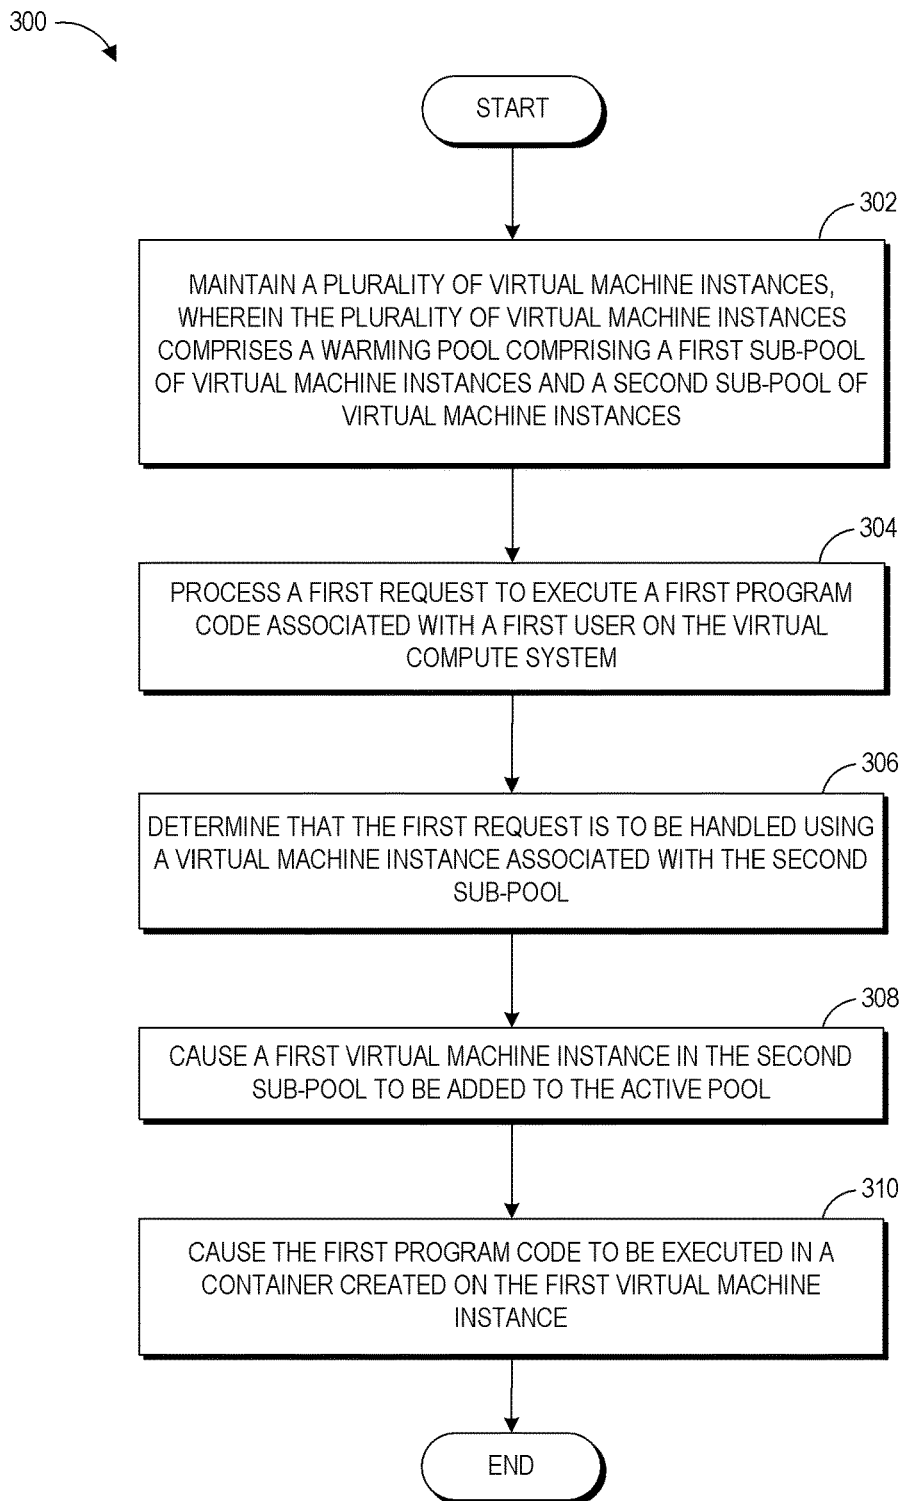 300
START
302
MAINTAIN A PLURALITY OF VIRTUAL MACHINE INSTANCES,
WHEREIN THE PLURALITY OF VIRTUAL MACHINE INSTANCES
COMPRISES A WARMING POOL COMPRISING A FIRST SUB-POOL
OF VIRTUAL MACHINE INSTANCES AND A SECOND SUB-POOL OF
VIRTUAL MACHINE INSTANCES
304
PROCESS A FIRST REQUEST TO EXECUTE A FIRST PROGRAM
CODE ASSOCIATED WITH A FIRST USER ON THE VIRTUAL
COMPUTE SYSTEM
306
DETERMINE THAT THE FIRST REQUEST IS TO BE HANDLED USING
A VIRTUAL MACHINE INSTANCE ASSOCIATED WITH THE SECOND
SUB-POOL
308
CAUSE A FIRST VIRTUAL MACHINE INSTANCE IN THE SECOND
SUB-POOL TO BE ADDED TO THE ACTIVE POOL
310
CAUSE THE FIRST PROGRAM CODE TO BE EXECUTED IN A
CONTAINER CREATED ON THE FIRST VIRTUAL MACHINE
INSTANCE
END